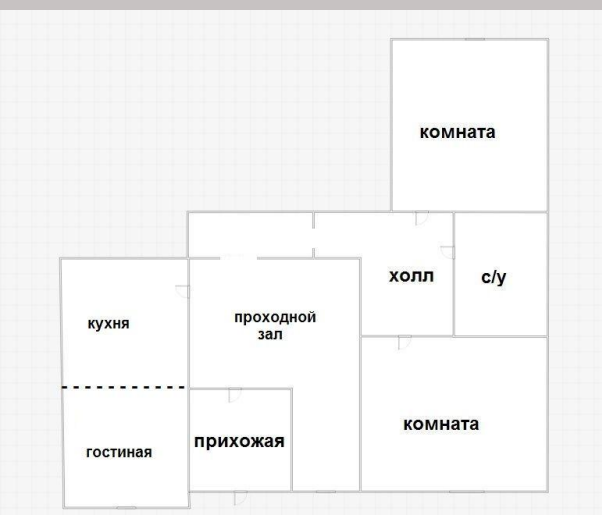 комната
холл
с/у
кухня
проходной
зал
гостиная
прихожая
комната